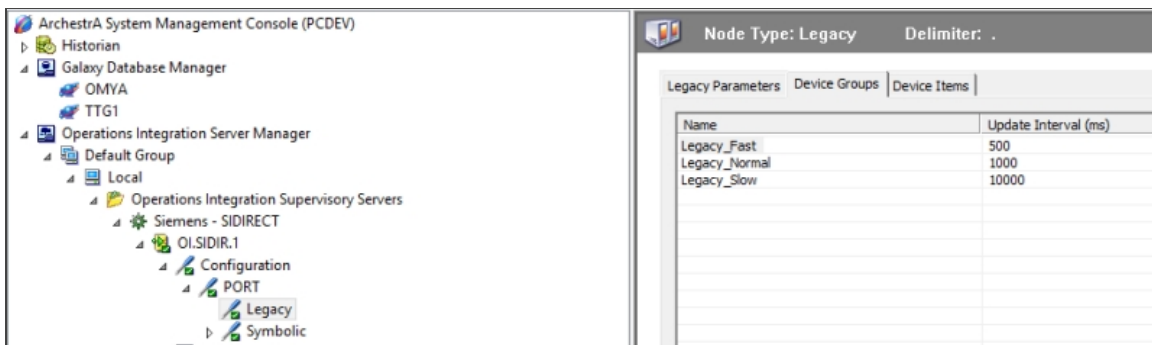 ArchestrA System Management Console (PCDEV)
Historian
Galaxy Database Manager
OMYA
TTG1
Operations Integration Server Manager
Default Group
Local
Operations Integration Supervisory Servers
Siemens - SIDIRECT
OI.SIDIR.1
Configuration
PORT
Legacy
Symbolic
Node Type: Legacy Delimiter: .
Legacy Parameters Device Groups Device Items
Name Update Interval (ms)
Legacy_Fast 500
Legacy_Normal 1000
Legacy_Slow 10000